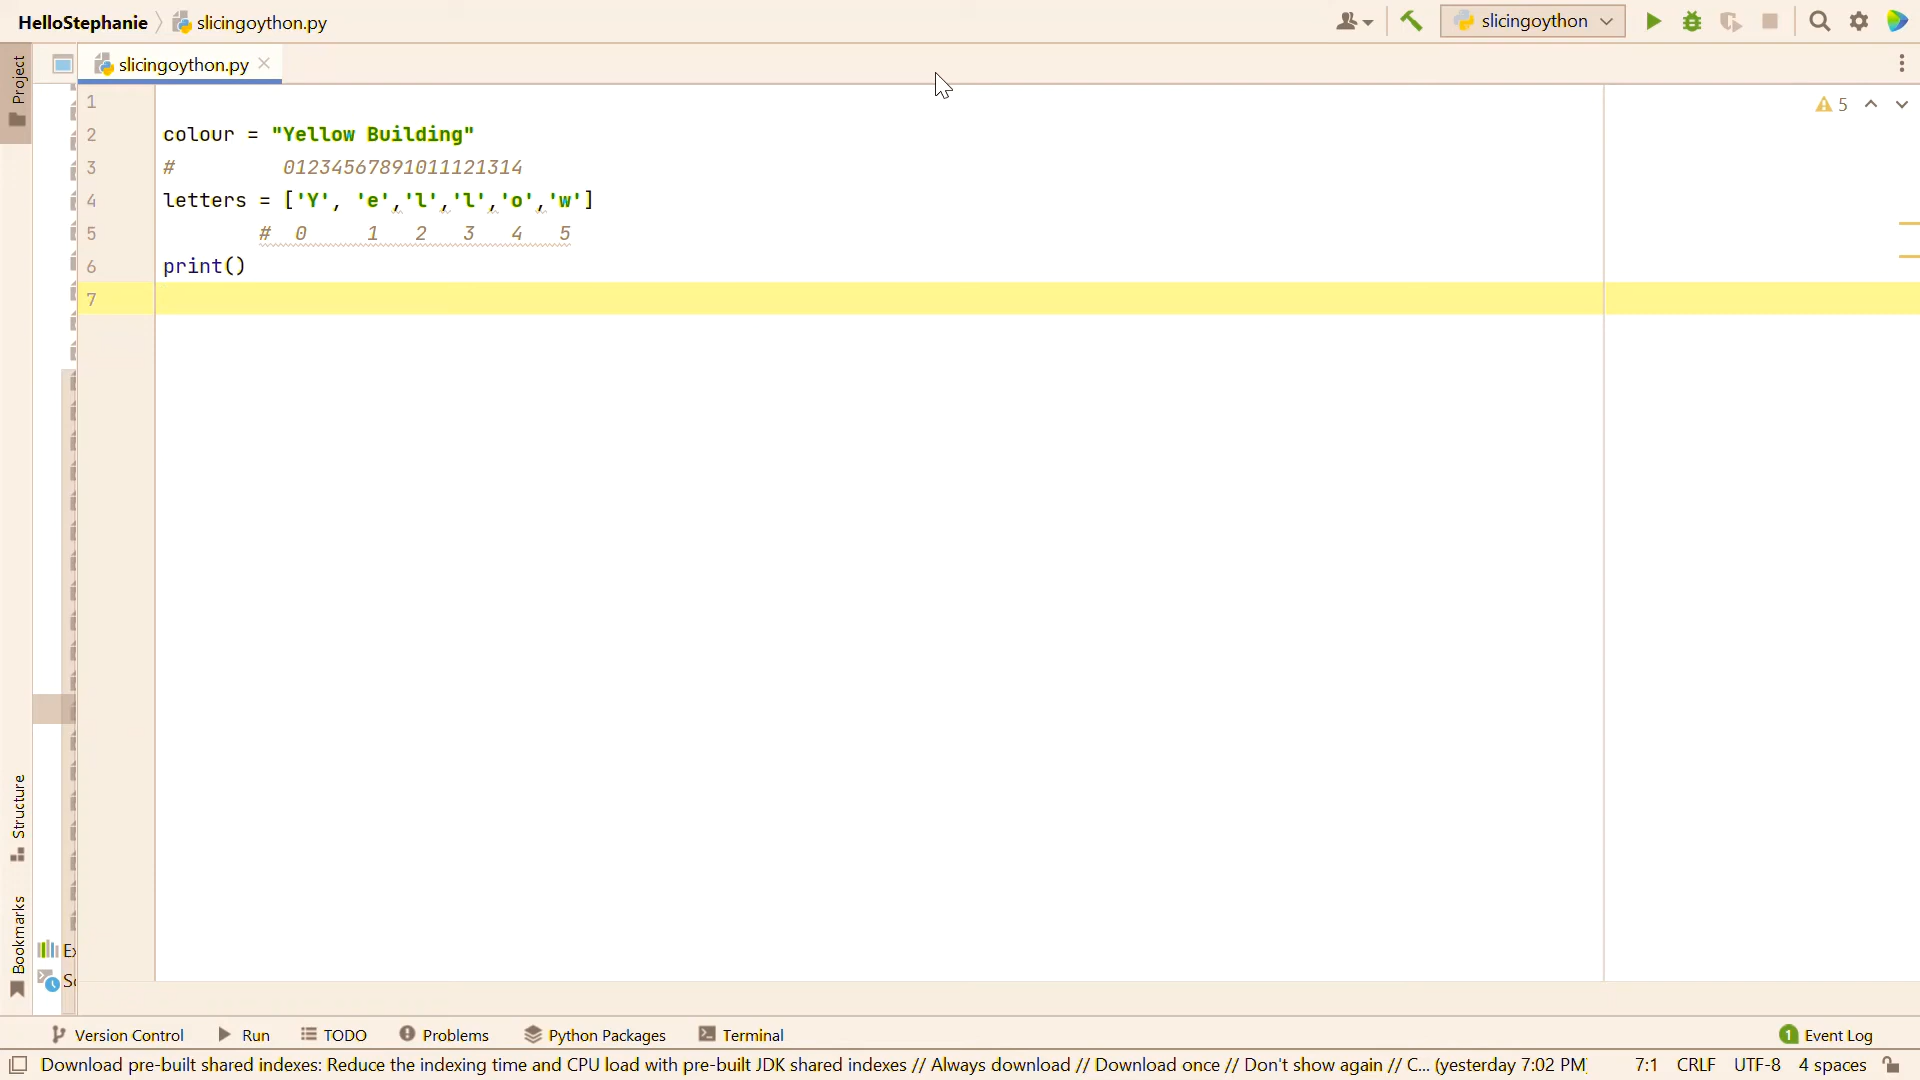 HelloStephanie slicingoython.py slicingoython
Project
slicingoython.py
5
1
2 colour = "Yellow Building"
3 # 01234567891011121314
4 letters = ['Y', 'e','l','l','o','w']
5 # 0 1 2 3 4 5
6 print()
7
Structure
Bookmarks
Ex
Sc
Version Control Run TODO Problems Python Packages Terminal 1 Event Log
Download pre-built shared indexes: Reduce the indexing time and CPU load with pre-built JDK shared indexes // Always download // Download once // Don't show again // C... (yesterday 7:02 PM) 7:1 CRLF UTF-8 4 spaces